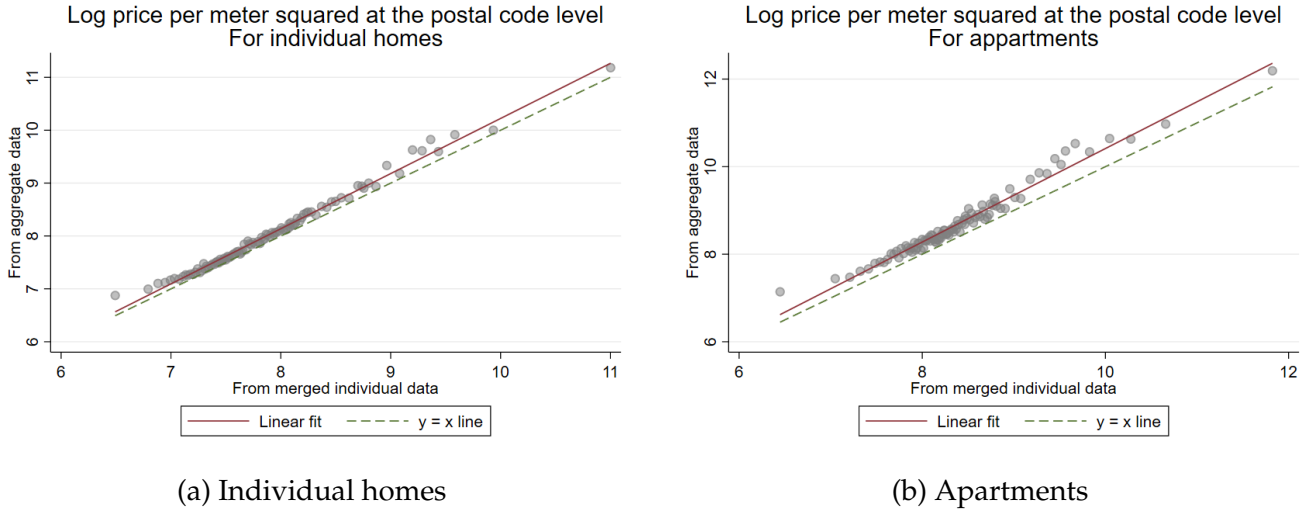 Log price per meter squared at the postal code level
For individual homes
From aggregate data
11
10
9
8
7
6
6
7
8
9
10
11
From merged individual data
Linear fit
y = x line
(a) Individual homes
Log price per meter squared at the postal code level
For appartments
From aggregate data
12
10
8
6
6
8
10
12
From merged individual data
Linear fit
y = x line
(b) Apartments